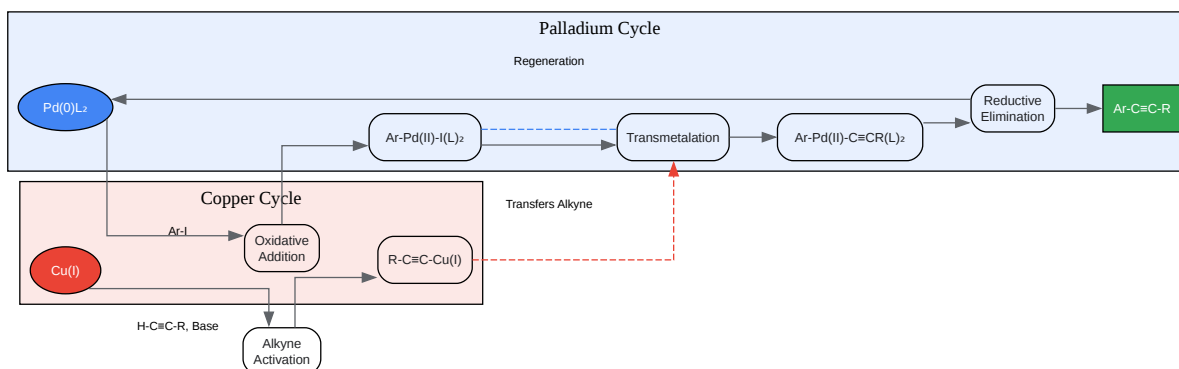 Palladium Cycle
Regeneration
Pd(0)L₂
Reductive
Elimination
Ar-C≡C-R
Ar-Pd(II)-I(L)₂
Transmetalation
Ar-Pd(II)-C≡CR(L)₂
Copper Cycle
Transfers Alkyne
Ar-I
Oxidative
Addition
R-C≡C-Cu(I)
Cu(I)
H-C≡C-R, Base
Alkyne
Activation